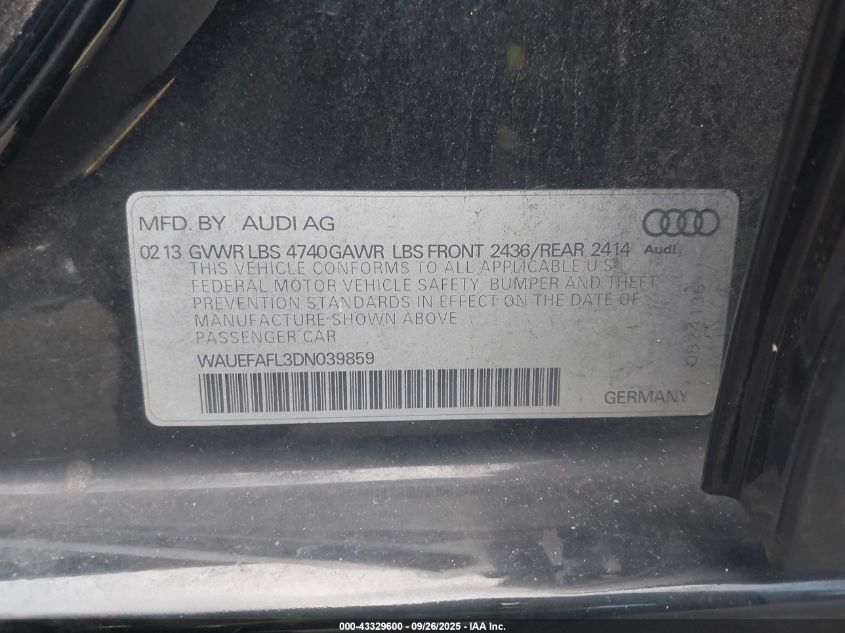 MFD. BY AUDI AG
02 13 GVWR LBS 4740 GAWR LBS FRONT 2436/REAR 2414 Audi
THIS VEHICLE CONFORMS TO ALL APPLICABLE U S
FEDERAL MOTOR VEHICLE SAFETY, BUMPER AND THEFT
PREVENTION STANDARDS IN EFFECT ON THE DATE OF
MANUFACTURE SHOWN ABOVE
PASSENGER CAR
WAUEFAFL3DN039859
GERMANY
000-43329600 - 09/26/2025 - IAA Inc.